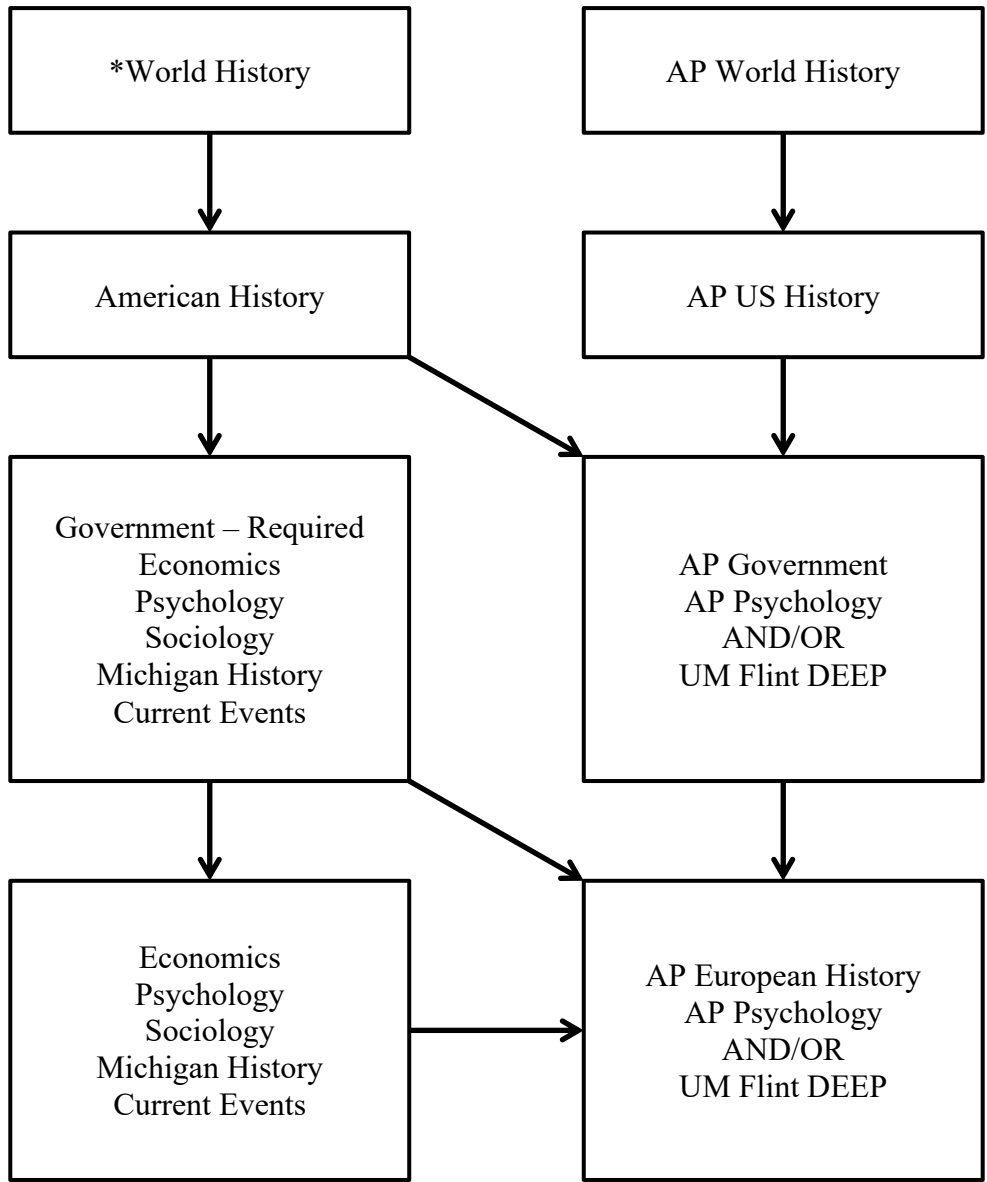 *World History
AP World History
American History
AP US History
Government – Required
Economics
Psychology
Sociology
Michigan History
Current Events
AP Government
AP Psychology
AND/OR
UM Flint DEEP
Economics
Psychology
Sociology
Michigan History
Current Events
AP European History
AP Psychology
AND/OR
UM Flint DEEP